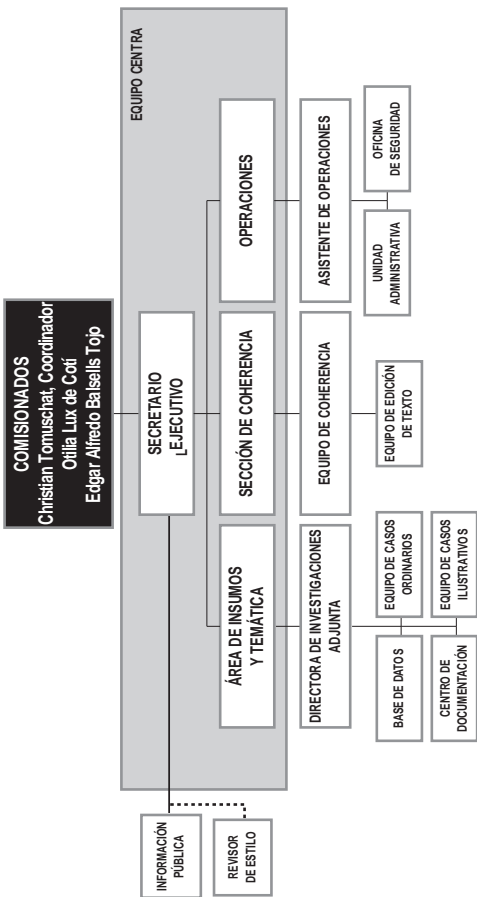 COMISIONADOS
Christian Tomuschat, Coordinador
Otilia Lux de Cotí
Edgar Alfredo Balsells Tojo
EQUIPO CENTRA
SECRETARIO
EJECUTIVO
INFORMACIÓN
PÚBLICA
REVISOR
DE ESTILO
ÁREA DE INSUMOS
Y TEMÁTICA
SECCIÓN DE COHERENCIA
OPERACIONES
DIRECTORA DE INVESTIGACIONES
ADJUNTA
EQUIPO DE COHERENCIA
ASISTENTE DE OPERACIONES
BASE DE DATOS
EQUIPO DE CASOS
ORDINARIOS
CENTRO DE
DOCUMENTACIÓN
EQUIPO DE CASOS
ILUSTRATIVOS
EQUIPO DE EDICIÓN
DE TEXTO
UNIDAD
ADMINISTRATIVA
OFICINA
DE SEGURIDAD